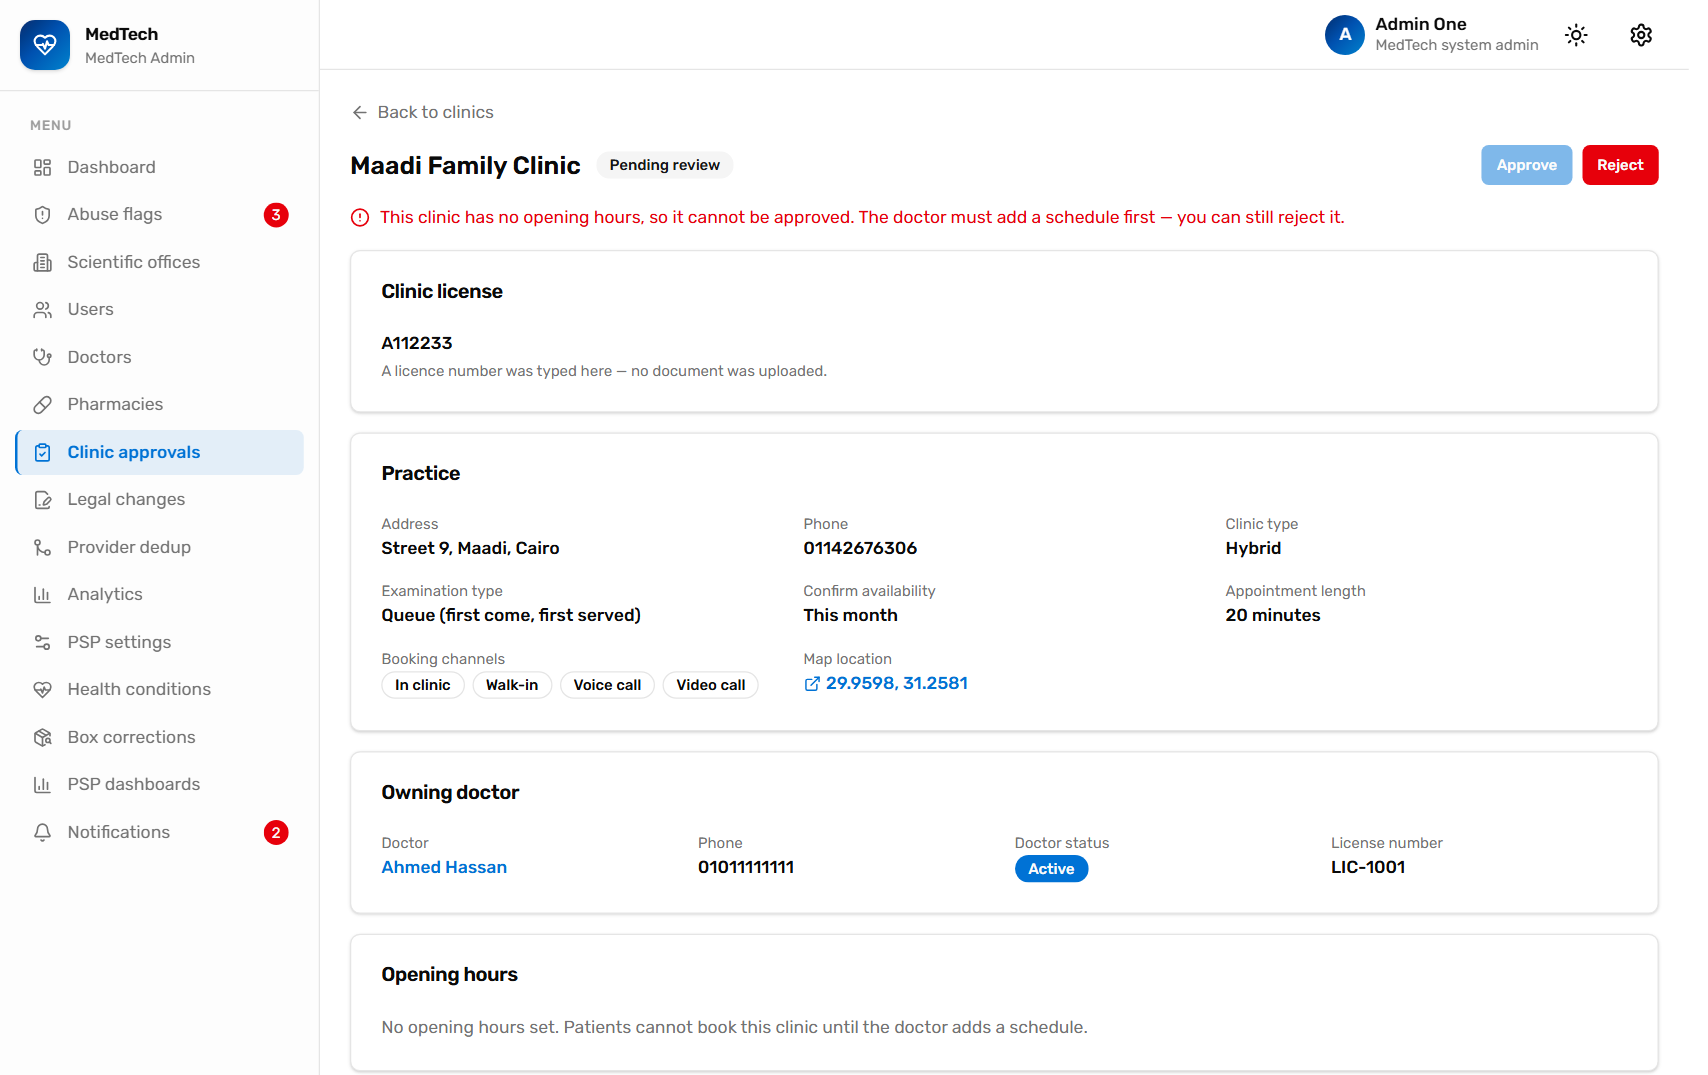 MedTech
MedTech Admin
MENU
Dashboard
Abuse flags
3
Scientific offices
Users
Doctors
Pharmacies
Clinic approvals
Legal changes
Provider dedup
Analytics
PSP settings
Health conditions
Box corrections
PSP dashboards
Notifications
2
A
Admin One
MedTech system admin
Back to clinics
Maadi Family Clinic
Pending review
Approve
Reject
This clinic has no opening hours, so it cannot be approved. The doctor must add a schedule first — you can still reject it.
Clinic license
A112233
A licence number was typed here — no document was uploaded.
Practice
Address
Street 9, Maadi, Cairo
Phone
01142676306
Clinic type
Hybrid
Examination type
Queue (first come, first served)
Confirm availability
This month
Appointment length
20 minutes
Booking channels
In clinic
Walk-in
Voice call
Video call
Map location
29.9598, 31.2581
Owning doctor
Doctor
Ahmed Hassan
Phone
01011111111
Doctor status
Active
License number
LIC-1001
Opening hours
No opening hours set. Patients cannot book this clinic until the doctor adds a schedule.